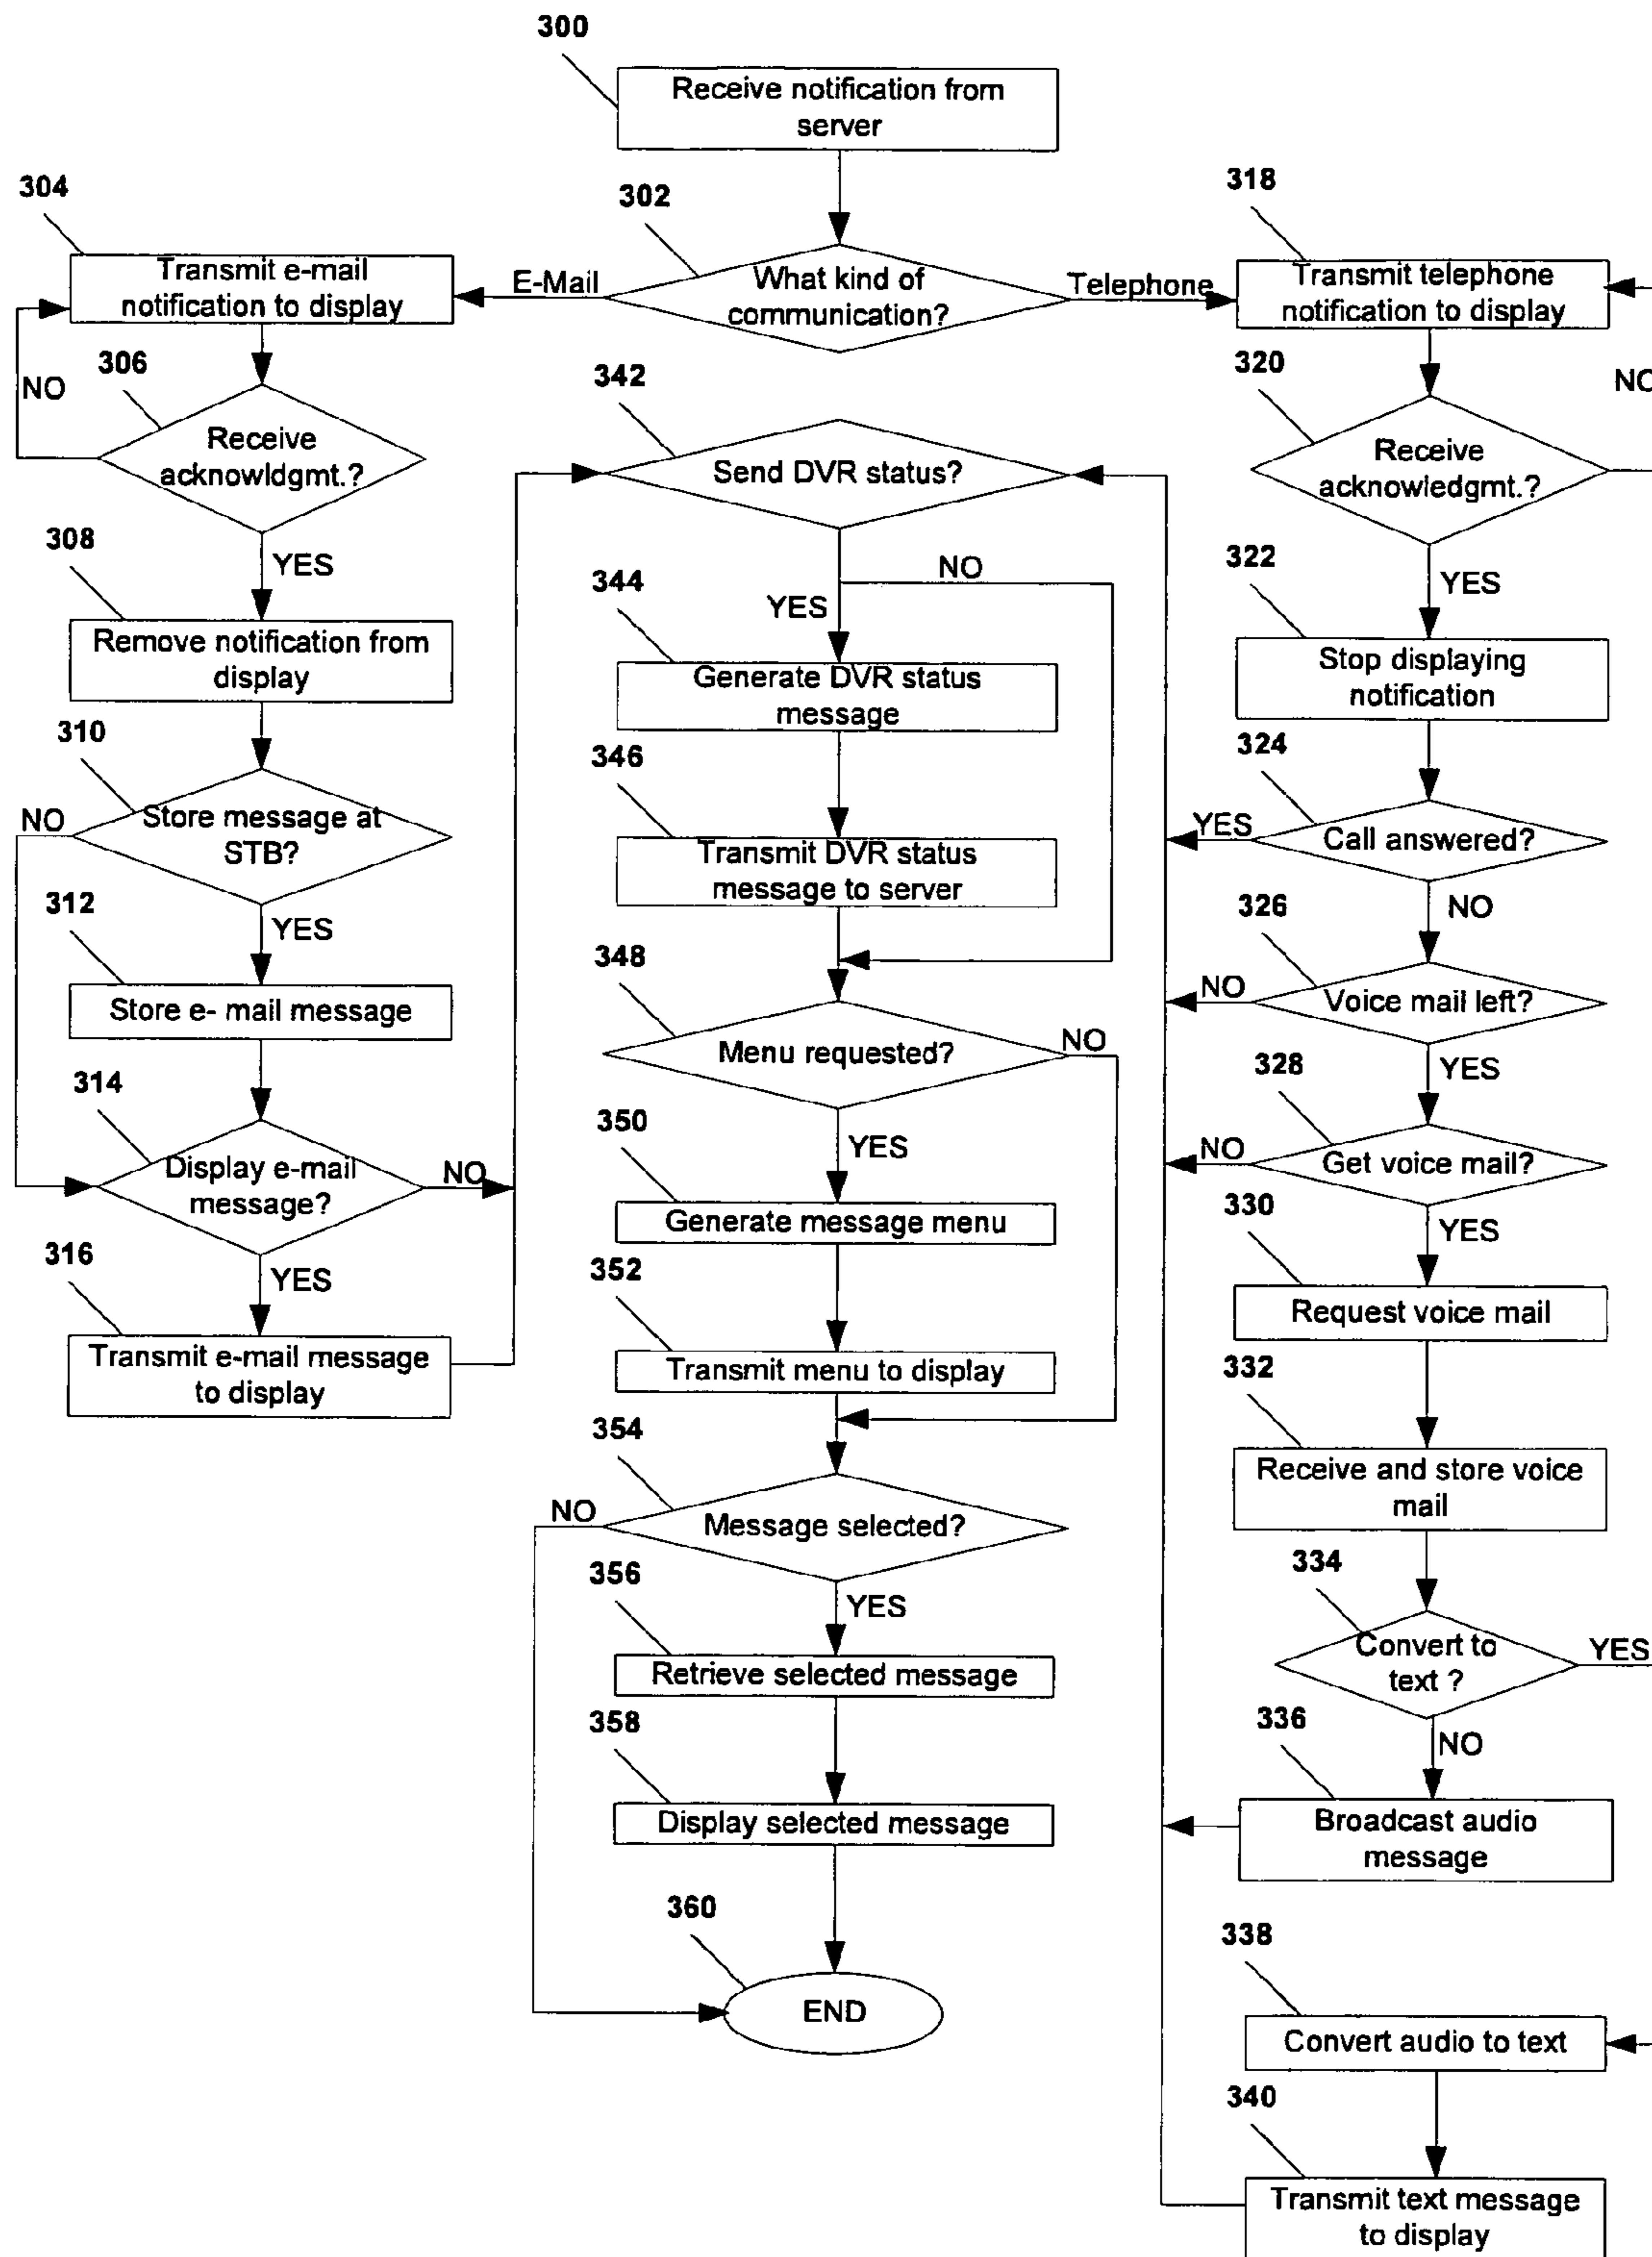 300
Receive notification from
server
302
What kind of
communication?
E-Mail
Telephone
304
Transmit e-mail
notification to display
306
NO
Receive
acknowldgmt.?
YES
308
Remove notification from
display
310
Store message at
STB?
NO
YES
312
Store e- mail message
314
Display e-mail
message?
NO
YES
316
Transmit e-mail message
to display
318
Transmit telephone
notification to display
320
NO
Receive
acknowledgmt.?
YES
322
Stop displaying
notification
324
Call answered?
YES
NO
326
Voice mail left?
NO
YES
328
Get voice mail?
NO
YES
330
Request voice mail
332
Receive and store voice
mail
334
Convert to
text ?
YES
NO
336
Broadcast audio
message
338
Convert audio to text
340
Transmit text message
to display
342
Send DVR status?
NO
YES
344
Generate DVR status
message
346
Transmit DVR status
message to server
348
Menu requested?
NO
YES
350
Generate message menu
352
Transmit menu to display
354
Message selected?
NO
YES
356
Retrieve selected message
358
Display selected message
360
END